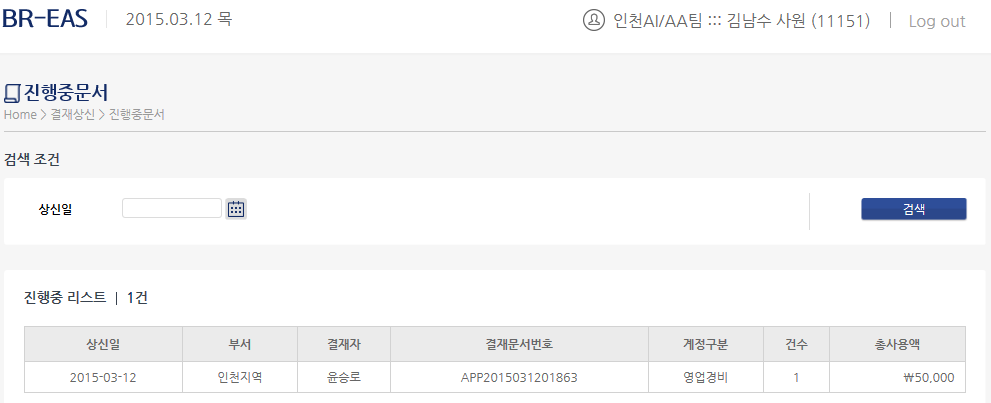 BR-EAS 2015.03.12 목 인천AI/AA팀 ::: 김남수 사원 (11151) | Log out
진행중문서
Home > 결재상신 > 진행중문서
검색 조건
상신일 검색
진행중 리스트 | 1건
상신일 부서 결재자 결재문서번호 계정구분 건수 총사용액
2015-03-12 인천지역 윤승로 APP2015031201863 영업경비 1 ₩50,000